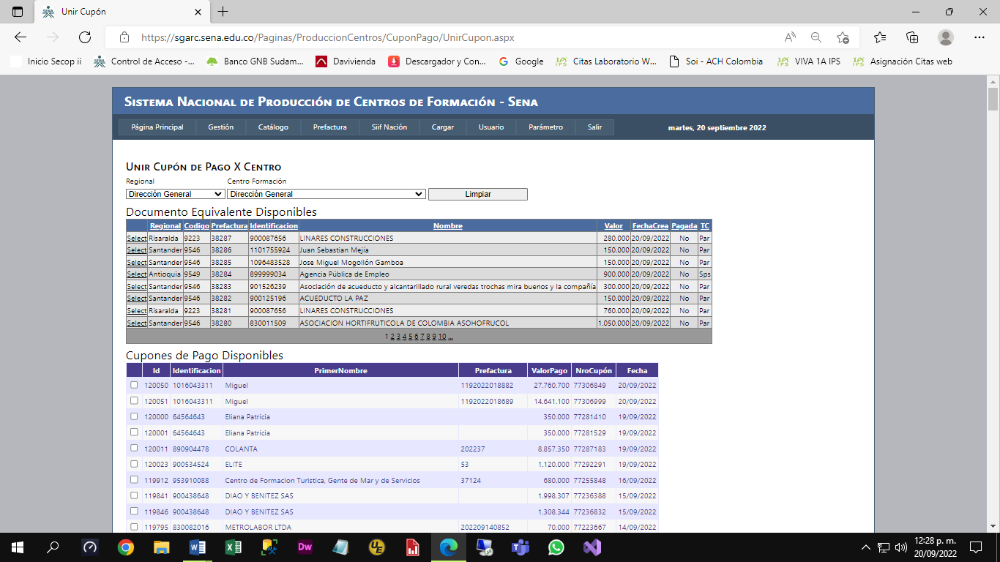 Unir Cupón
https://sgarc.sena.edu.co/Paginas/ProduccionCentros/CuponPago/UnirCupon.aspx
Inicio Secop ii Control de Acceso -... Banco GNB Sudam... Davivienda Descargador y Con... Google Citas Laboratorio W... Soi - ACH Colombia VIVA 1A IPS Asignación Citas web
Sistema Nacional de Producción de Centros de Formación - Sena
Página Principal Gestión Catálogo Prefactura Siif Nación Cargar Usuario Parámetro Salir martes, 20 septiembre 2022
Unir Cupón de Pago X Centro
Regional Centro Formación
Dirección General Dirección General Limpiar
Documento Equivalente Disponibles
Regional Codigo Prefactura Identificacion Nombre Valor FechaCrea Pagada TC
Select Risaralda 9223 38287 900087656 LINARES CONSTRUCCIONES 280.000 20/09/2022 No Par
Select Santander 9546 38286 1101755924 Juan Sebastian Mejía 150.000 20/09/2022 No Par
Select Santander 9546 38285 1096483528 Jose Miguel Mogollón Gamboa 150.000 20/09/2022 No Par
Select Antioquia 9549 38284 899999034 Agencia Pública de Empleo 900.000 20/09/2022 No Sps
Select Santander 9546 38283 901526239 Asociación de acueducto y alcantarillado rural veredas trochas mira buenos y la compañía 300.000 20/09/2022 No Par
Select Santander 9546 38282 900125196 ACUEDUCTO LA PAZ 150.000 20/09/2022 No Par
Select Risaralda 9223 38281 900087656 LINARES CONSTRUCCIONES 760.000 20/09/2022 No Par
Select Santander 9546 38280 830011509 ASOCIACION HORTIFRUTICOLA DE COLOMBIA ASOHOFRUCOL 1.050.000 20/09/2022 No Par
1 2 3 4 5 6 7 8 9 10 ...
Cupones de Pago Disponibles
Id Identificacion PrimerNombre Prefactura ValorPago NroCupón Fecha
120050 1016043311 Miguel 1192022018882 27.760.700 77306849 20/09/2022
120051 1016043311 Miguel 1192022018689 14.641.100 77306999 20/09/2022
120000 64564643 Eliana Patricia 350.000 77281410 19/09/2022
120001 64564643 Eliana Patricia 350.000 77281529 19/09/2022
120011 890904478 COLANTA 202237 8.857.350 77287183 19/09/2022
120023 900534524 ELITE 53 1.120.000 77292291 19/09/2022
119912 953910088 Centro de Formacion Turistica, Gente de Mar y de Servicios 37124 680.000 77255848 16/09/2022
119841 900438648 DIAO Y BENITEZ SAS 1.998.307 77236388 15/09/2022
119846 900438648 DIAO Y BENITEZ SAS 1.308.344 77236832 15/09/2022
119795 830082016 METROLABOR LTDA 202209140852 70.000 77223667 14/09/2022
12:28 p. m.
20/09/2022